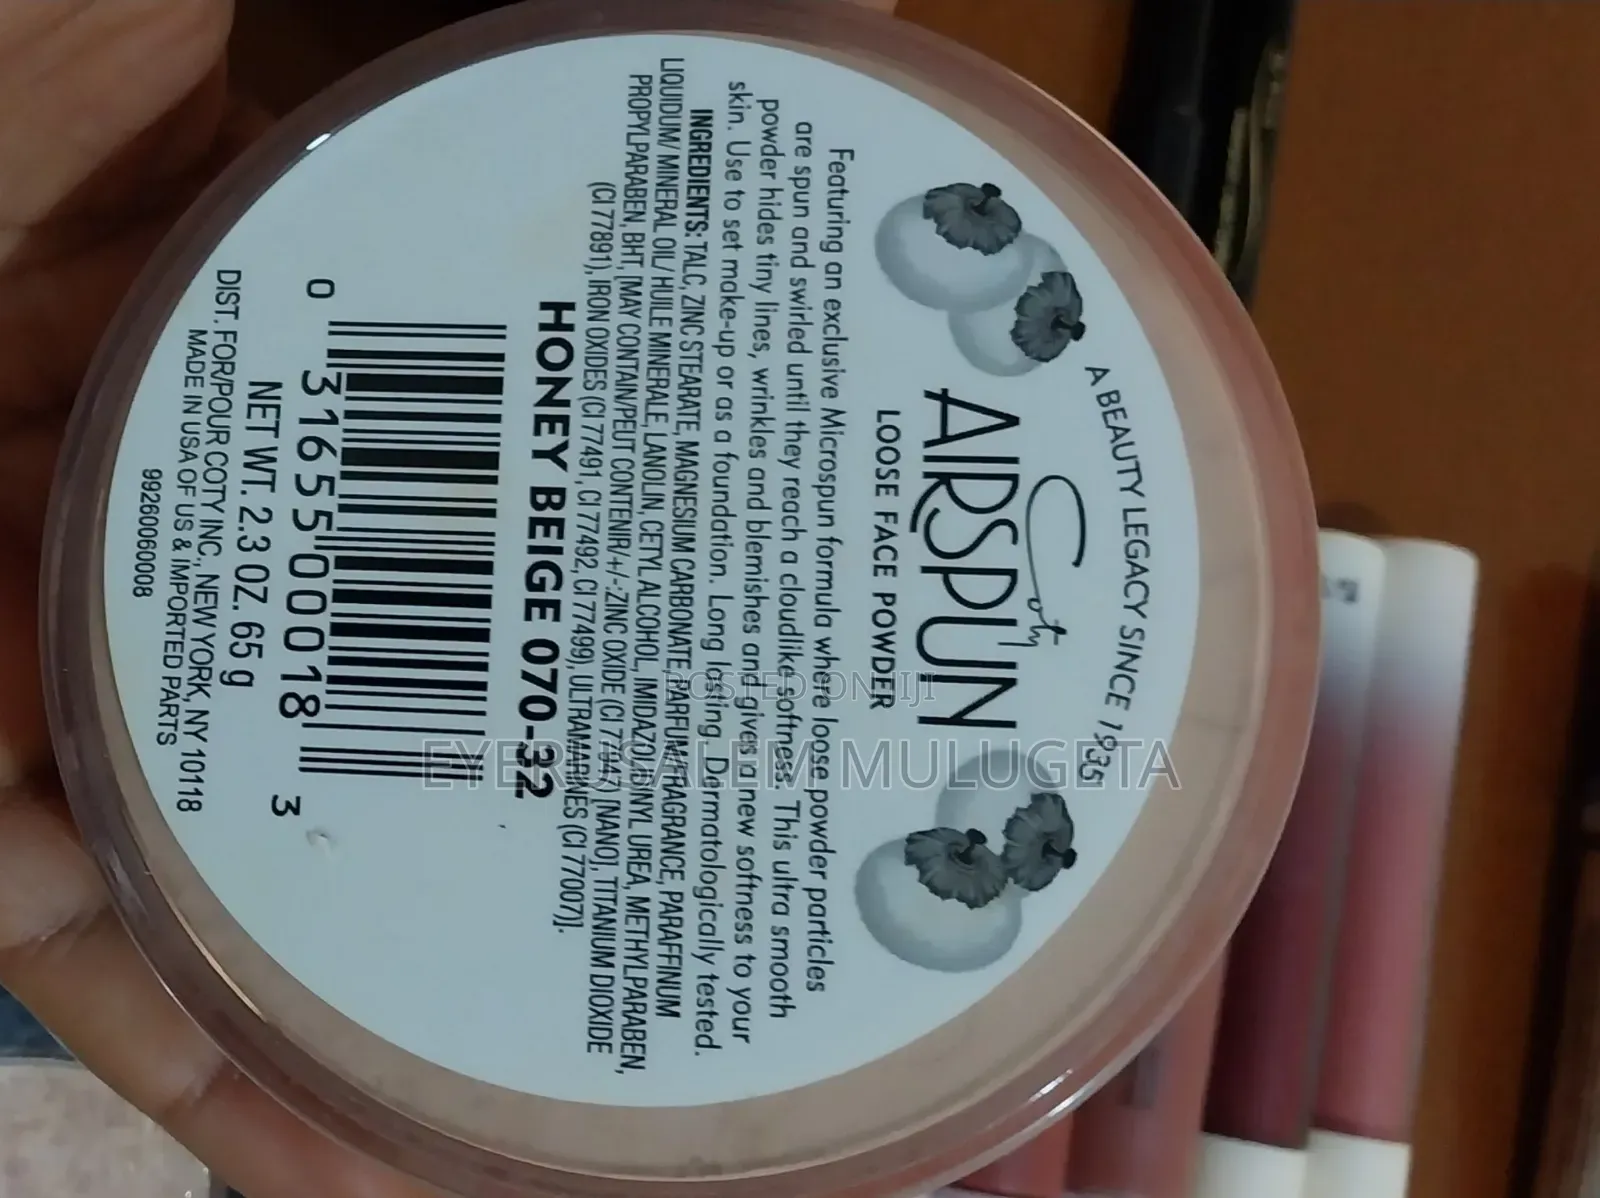 A BEAUTY LEGACY SINCE 1935
Coty
AIRSPUN
LOOSE FACE POWDER
Featuring an exclusive Microspun formula where loose powder particles
are spun and swirled until they reach a cloudlike softness. This ultra smooth
powder hides tiny lines, wrinkles and blemishes and gives a new softness to your
skin. Use to set make-up or as a foundation. Long lasting. Dermatologically tested.
INGREDIENTS: TALC, ZINC STEARATE, MAGNESIUM CARBONATE, PARFUM/FRAGRANCE, PARAFFINUM
LIQUIDUM/ MINERAL OIL/ HUILE MINERALE, LANOLIN, CETYL ALCOHOL, IMIDAZOLIDINYL UREA, METHYLPARABEN,
PROPYLPARABEN, BHT, [MAY CONTAIN/PEUT CONTENIR/+/-:ZINC OXIDE (CI 77947) [NANO], TITANIUM DIOXIDE
(CI 77891), IRON OXIDES (CI 77491, CI 77492, CI 77499), ULTRAMARINES (CI 77007)].
HONEY BEIGE 070-32
0 31655 00018 3
NET WT. 2.3 OZ. 65 g
DIST. FOR/POUR COTY INC., NEW YORK, NY 10118
MADE IN USA OF US & IMPORTED PARTS
99260060008
POSTED ON JIJI
MULUGETA